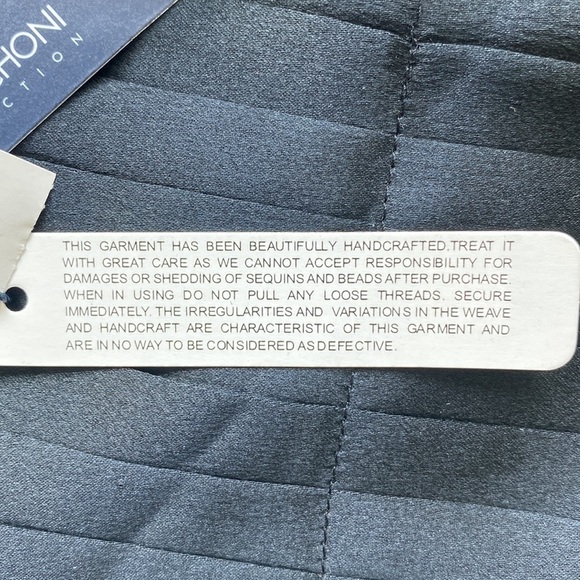 HONI
CTION
THIS GARMENT HAS BEEN BEAUTIFULLY HANDCRAFTED.TREAT IT
WITH GREAT CARE AS WE CANNOT ACCEPT RESPONSIBILITY FOR
DAMAGES OR SHEDDING OF SEQUINS AND BEADS AFTER PURCHASE.
WHEN IN USING DO NOT PULL ANY LOOSE THREADS. SECURE
IMMEDIATELY. THE IRREGULARITIES AND VARIATIONS IN THE WEAVE
AND HANDCRAFT ARE CHARACTERISTIC OF THIS GARMENT AND
ARE IN NO WAY TO BE CONSIDERED AS DEFECTIVE.